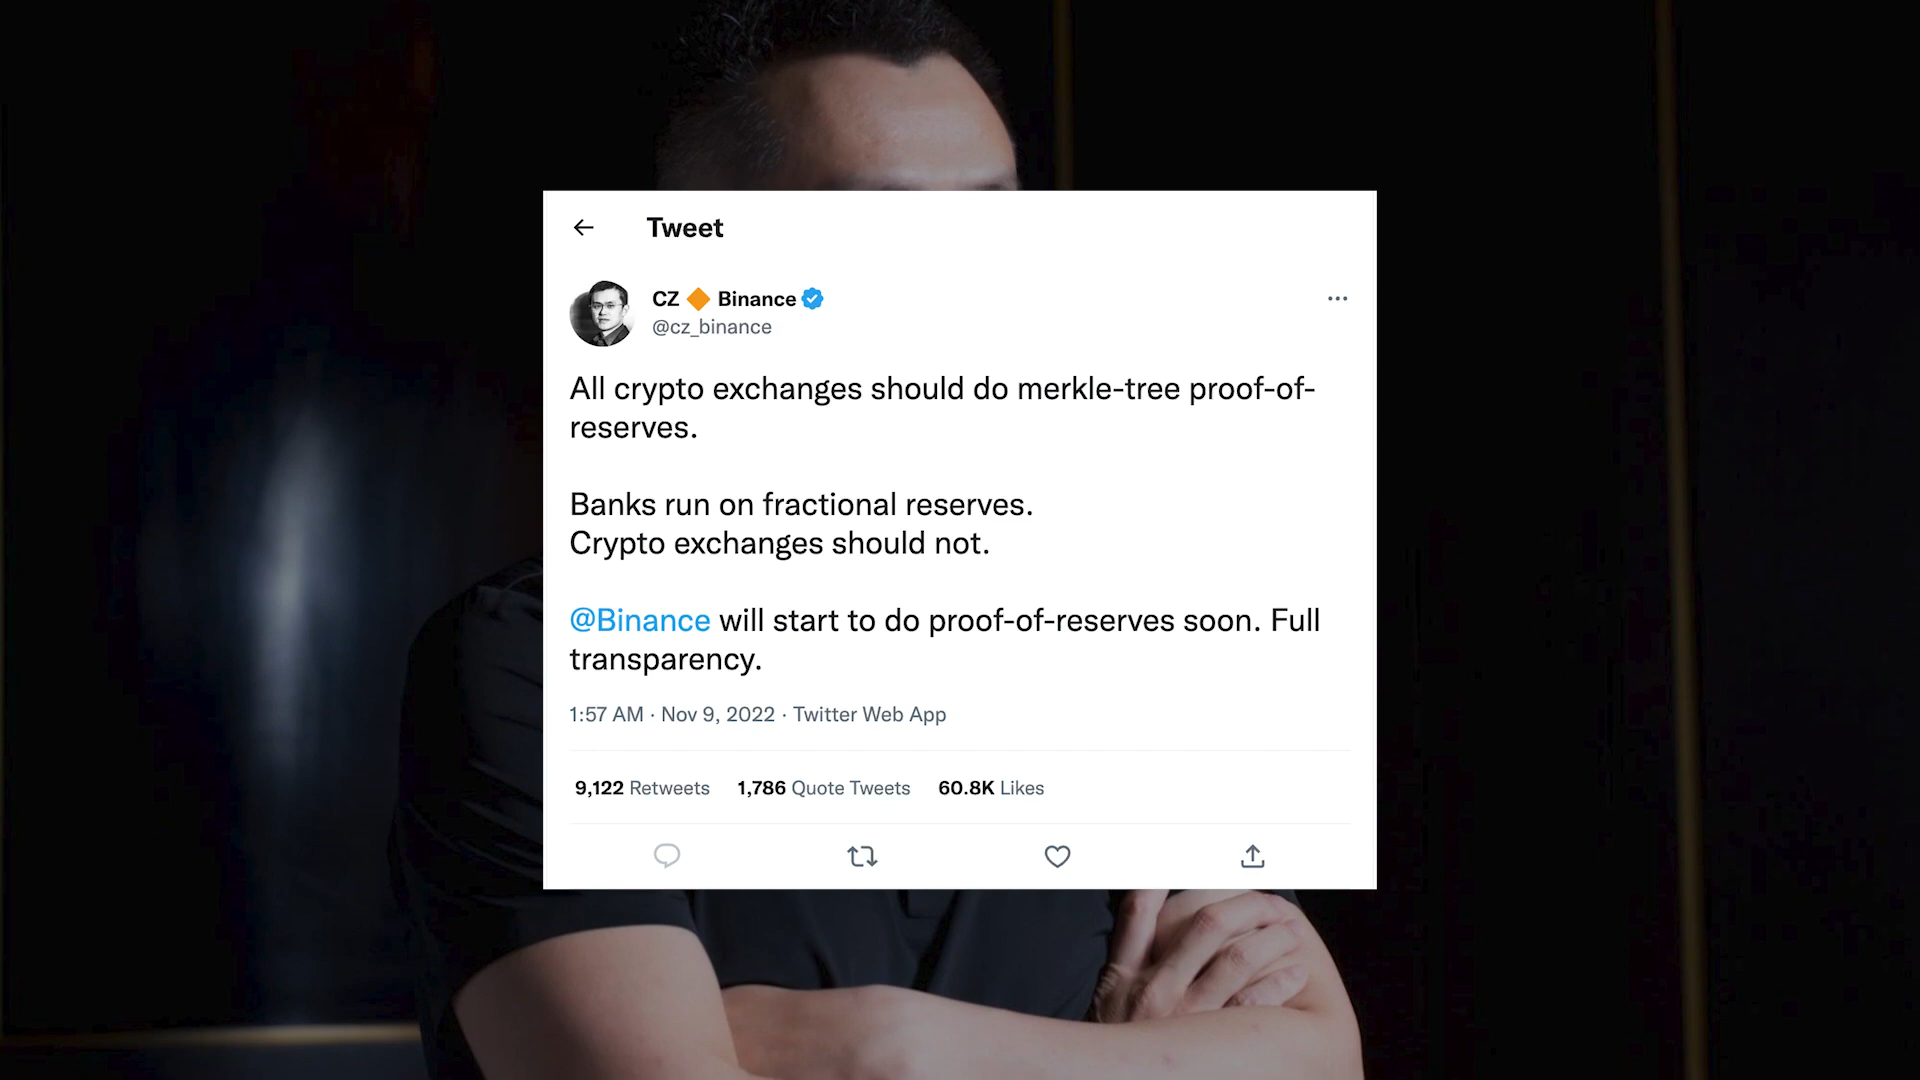 Tweet
CZ 🔶 Binance
@cz_binance
All crypto exchanges should do merkle-tree proof-of-
reserves.
Banks run on fractional reserves.
Crypto exchanges should not.
@Binance will start to do proof-of-reserves soon. Full
transparency.
1:57 AM · Nov 9, 2022 · Twitter Web App
9,122 Retweets 1,786 Quote Tweets 60.8K Likes